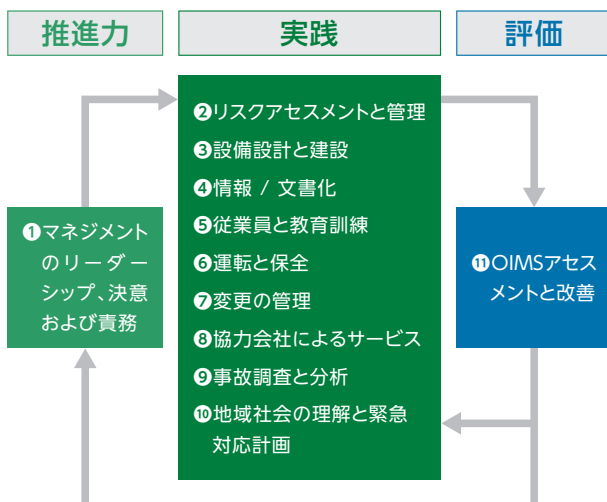 推進力
実践
評価
❶マネジメント
のリーダー
シップ、決意
および責務
❷リスクアセスメントと管理
❸設備設計と建設
❹情報 / 文書化
❺従業員と教育訓練
❻運転と保全
❼変更の管理
❽協力会社によるサービス
❾事故調査と分析
❿地域社会の理解と緊急
対応計画
⓫OIMSアセス
メントと改善